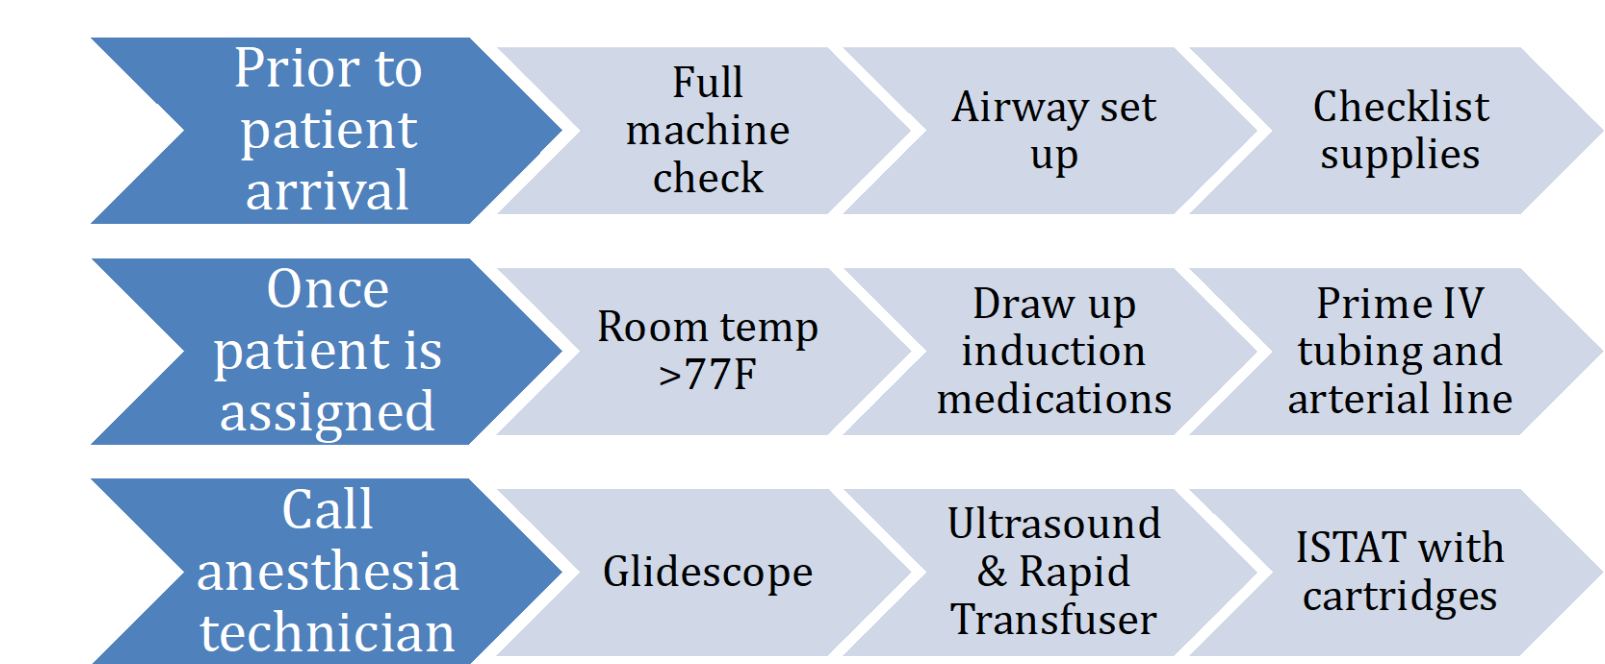 Prior to
patient
arrival
Full
machine
check
Airway set
up
Checklist
supplies
Once
patient is
assigned
Room temp
>77F
Draw up
induction
medications
Prime IV
tubing and
arterial line
Call
anesthesia
technician
Glidescope
Ultrasound
& Rapid
Transfuser
ISTAT with
cartridges